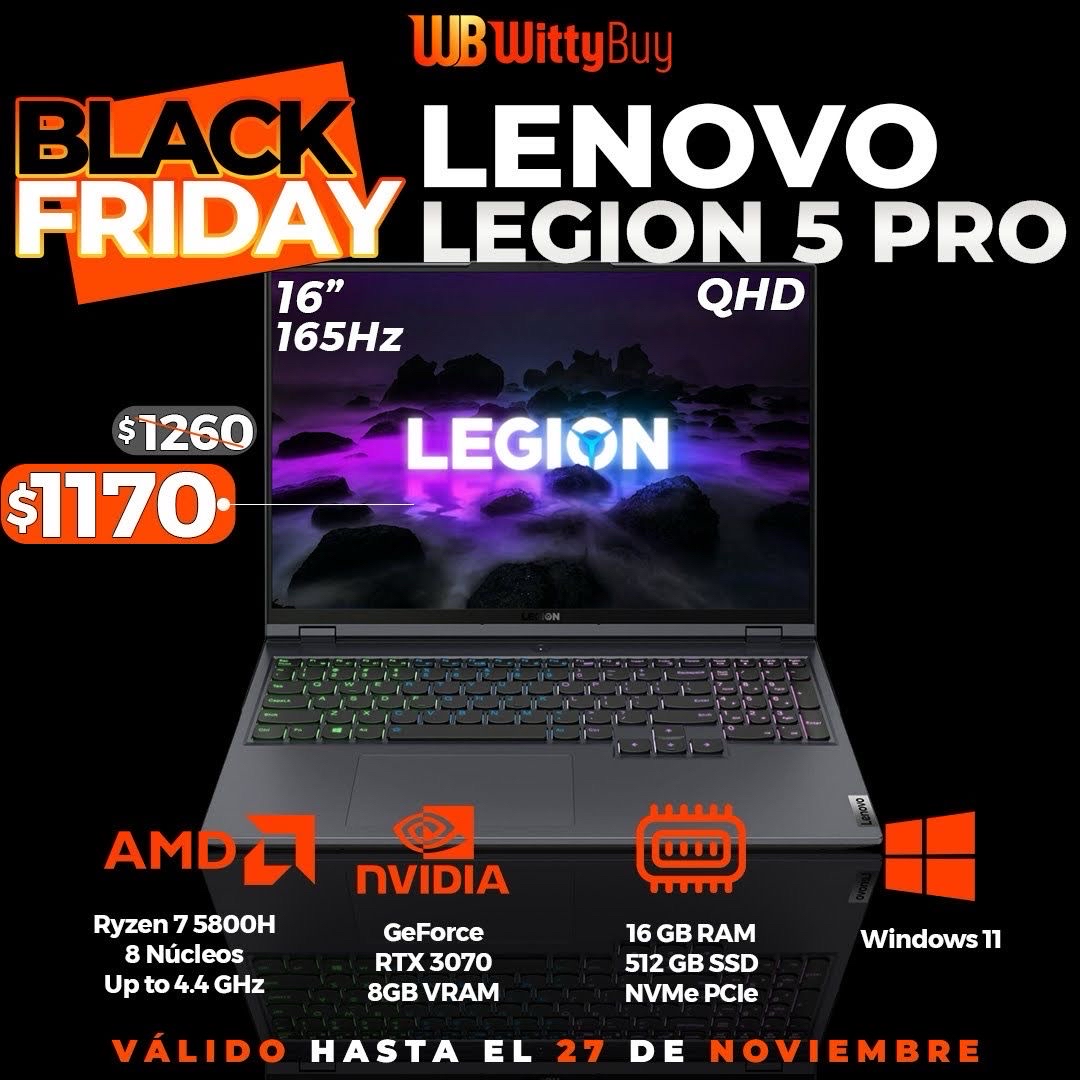 WB WittyBuy
BLACK
FRIDAY
LENOVO
LEGION 5 PRO
16”
165Hz
QHD
$1260
$1170
LEGION
LEGION
Lenovo
AMD
Ryzen 7 5800H
8 Núcleos
Up to 4.4 GHz
NVIDIA
GeForce
RTX 3070
8GB VRAM
16 GB RAM
512 GB SSD
NVMe PCIe
Windows 11
VÁLIDO HASTA EL 27 DE NOVIEMBRE